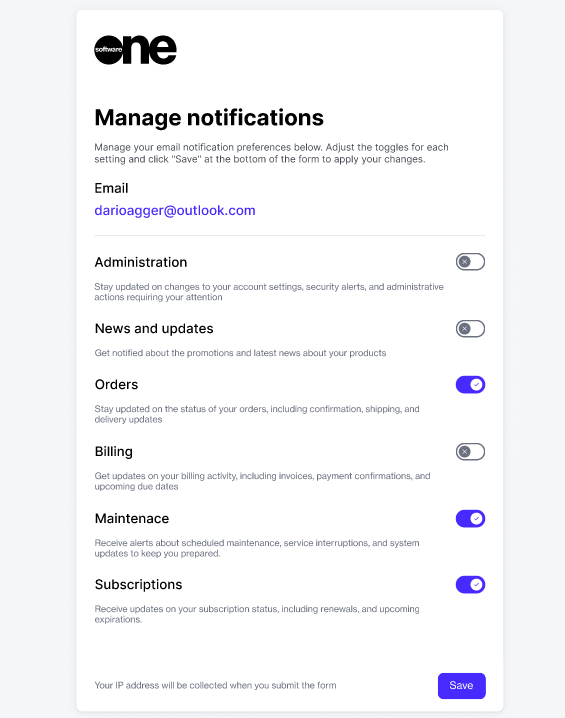 software
one
Manage notifications
Manage your email notification preferences below. Adjust the toggles for each
setting and click "Save" at the bottom of the form to apply your changes.
Email
darioagger@outlook.com
Administration
Stay updated on changes to your account settings, security alerts, and administrative
actions requiring your attention
News and updates
Get notified about the promotions and latest news about your products
Orders
Stay updated on the status of your orders, including confirmation, shipping, and
delivery updates
Billing
Get updates on your billing activity, including invoices, payment confirmations, and
upcoming due dates
Maintenace
Receive alerts about scheduled maintenance, service interruptions, and system
updates to keep you prepared.
Subscriptions
Receive updates on your subscription status, including renewals, and upcoming
expirations.
Your IP address will be collected when you submit the form
Save